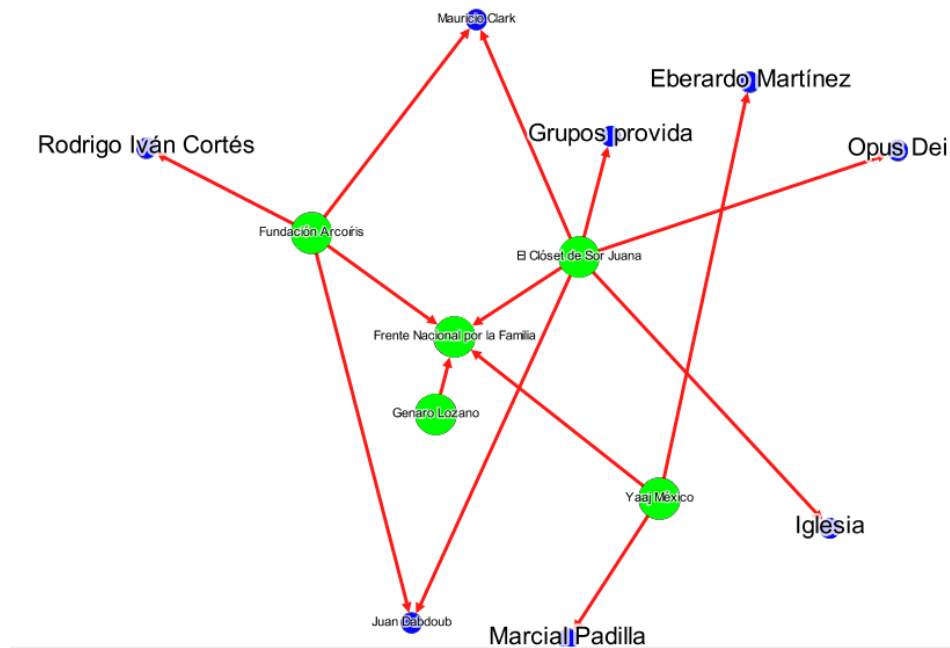 Mauricio Clark
Eberardo Martínez
Grupos provida
Rodrigo Iván Cortés
Opus Dei
Fundación Arcoíris
El Clóset de Sor Juana
Frente Nacional por la Familia
Genaro Lozano
Yaaj México
Iglesia
Juan Dabdoub
Marcial Padilla